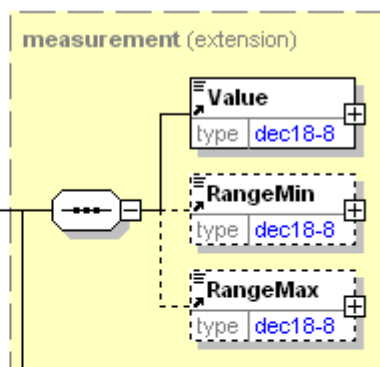 measurement (extension)
Value
type dec18-8
RangeMin
type dec18-8
RangeMax
type dec18-8